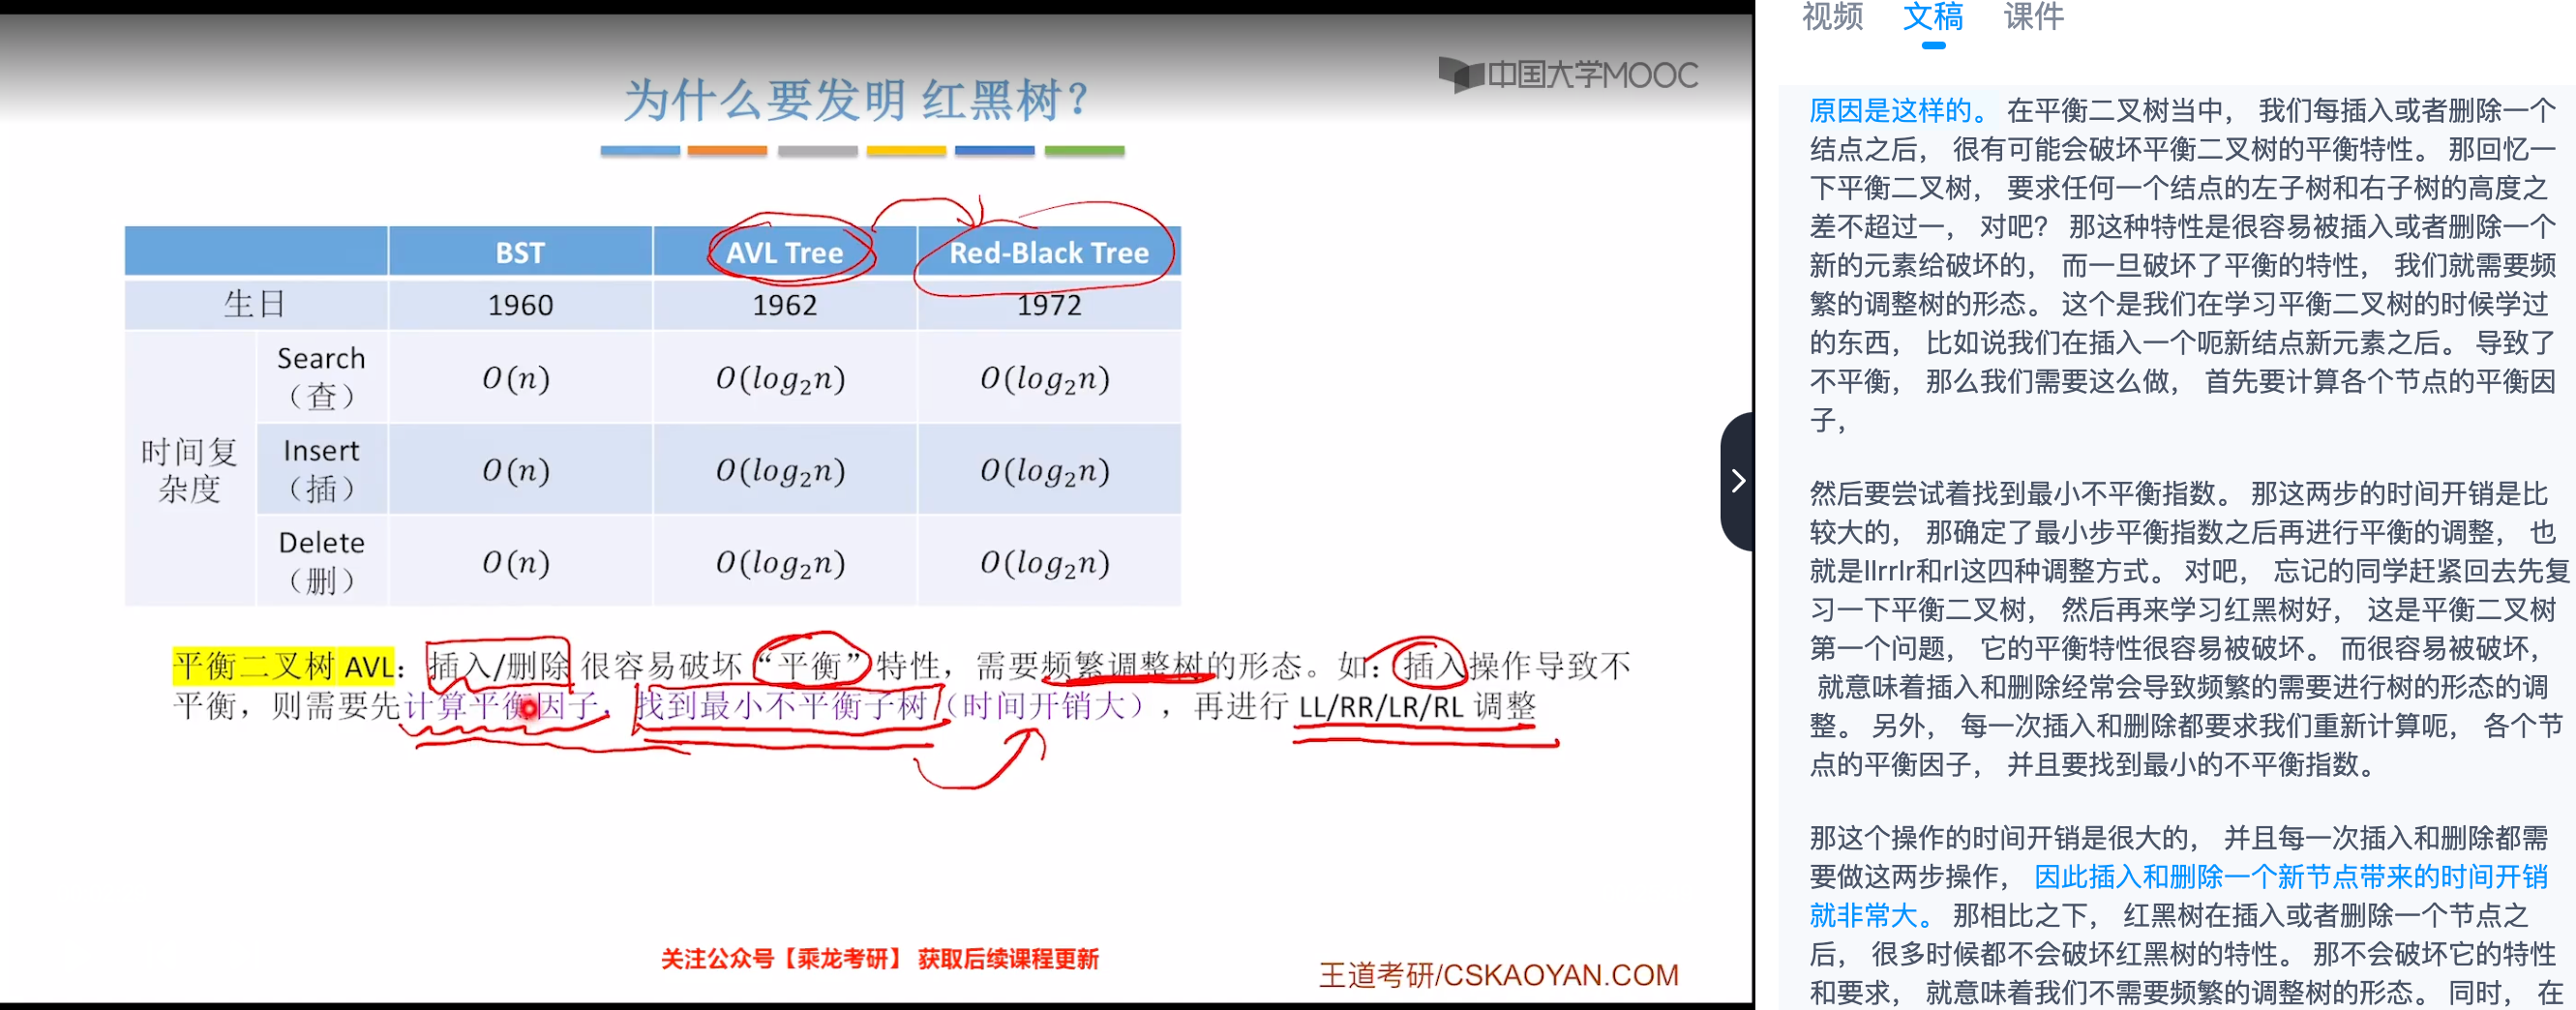 中国大学MOOC
为什么要发明 红黑树?
BST AVL Tree Red-Black Tree
生日 1960 1962 1972
时间复杂度
Search（查） O(n) O(log₂n) O(log₂n)
Insert（插） O(n) O(log₂n) O(log₂n)
Delete（删） O(n) O(log₂n) O(log₂n)
平衡二叉树 AVL：插入/删除 很容易破坏“平衡”特性，需要频繁调整树的形态。如：插入操作导致不
平衡，则需要先计算平衡因子，找到最小不平衡子树（时间开销大），再进行 LL/RR/LR/RL 调整
关注公众号【乘龙考研】 获取后续课程更新
王道考研/CSKAOYAN.COM
视频 文稿 课件
原因是这样的。 在平衡二叉树当中， 我们每插入或者删除一个
结点之后， 很有可能会破坏平衡二叉树的平衡特性。 那回忆一
下平衡二叉树， 要求任何一个结点的左子树和右子树的高度之
差不超过一， 对吧？ 那这种特性是很容易被插入或者删除一个
新的元素给破坏的， 而一旦破坏了平衡的特性， 我们就需要频
繁的调整树的形态。 这个是我们在学习平衡二叉树的时候学过
的东西， 比如说我们在插入一个呃新结点新元素之后。 导致了
不平衡， 那么我们需要这么做， 首先要计算各个节点的平衡因
子，
然后要尝试着找到最小不平衡指数。 那这两步的时间开销是比
较大的， 那确定了最小步平衡指数之后再进行平衡的调整， 也
就是llrrlr和rl这四种调整方式。 对吧， 忘记的同学赶紧回去先复
习一下平衡二叉树， 然后再来学习红黑树好， 这是平衡二叉树
第一个问题， 它的平衡特性很容易被破坏。 而很容易被破坏，
就意味着插入和删除经常会导致频繁的需要进行树的形态的调
整。 另外， 每一次插入和删除都要求我们重新计算呃， 各个节
点的平衡因子， 并且要找到最小的不平衡指数。
那这个操作的时间开销是很大的， 并且每一次插入和删除都需
要做这两步操作， 因此插入和删除一个新节点带来的时间开销
就非常大。 那相比之下， 红黑树在插入或者删除一个节点之
后， 很多时候都不会破坏红黑树的特性。 那不会破坏它的特性
和要求， 就意味着我们不需要频繁的调整树的形态。 同时， 在